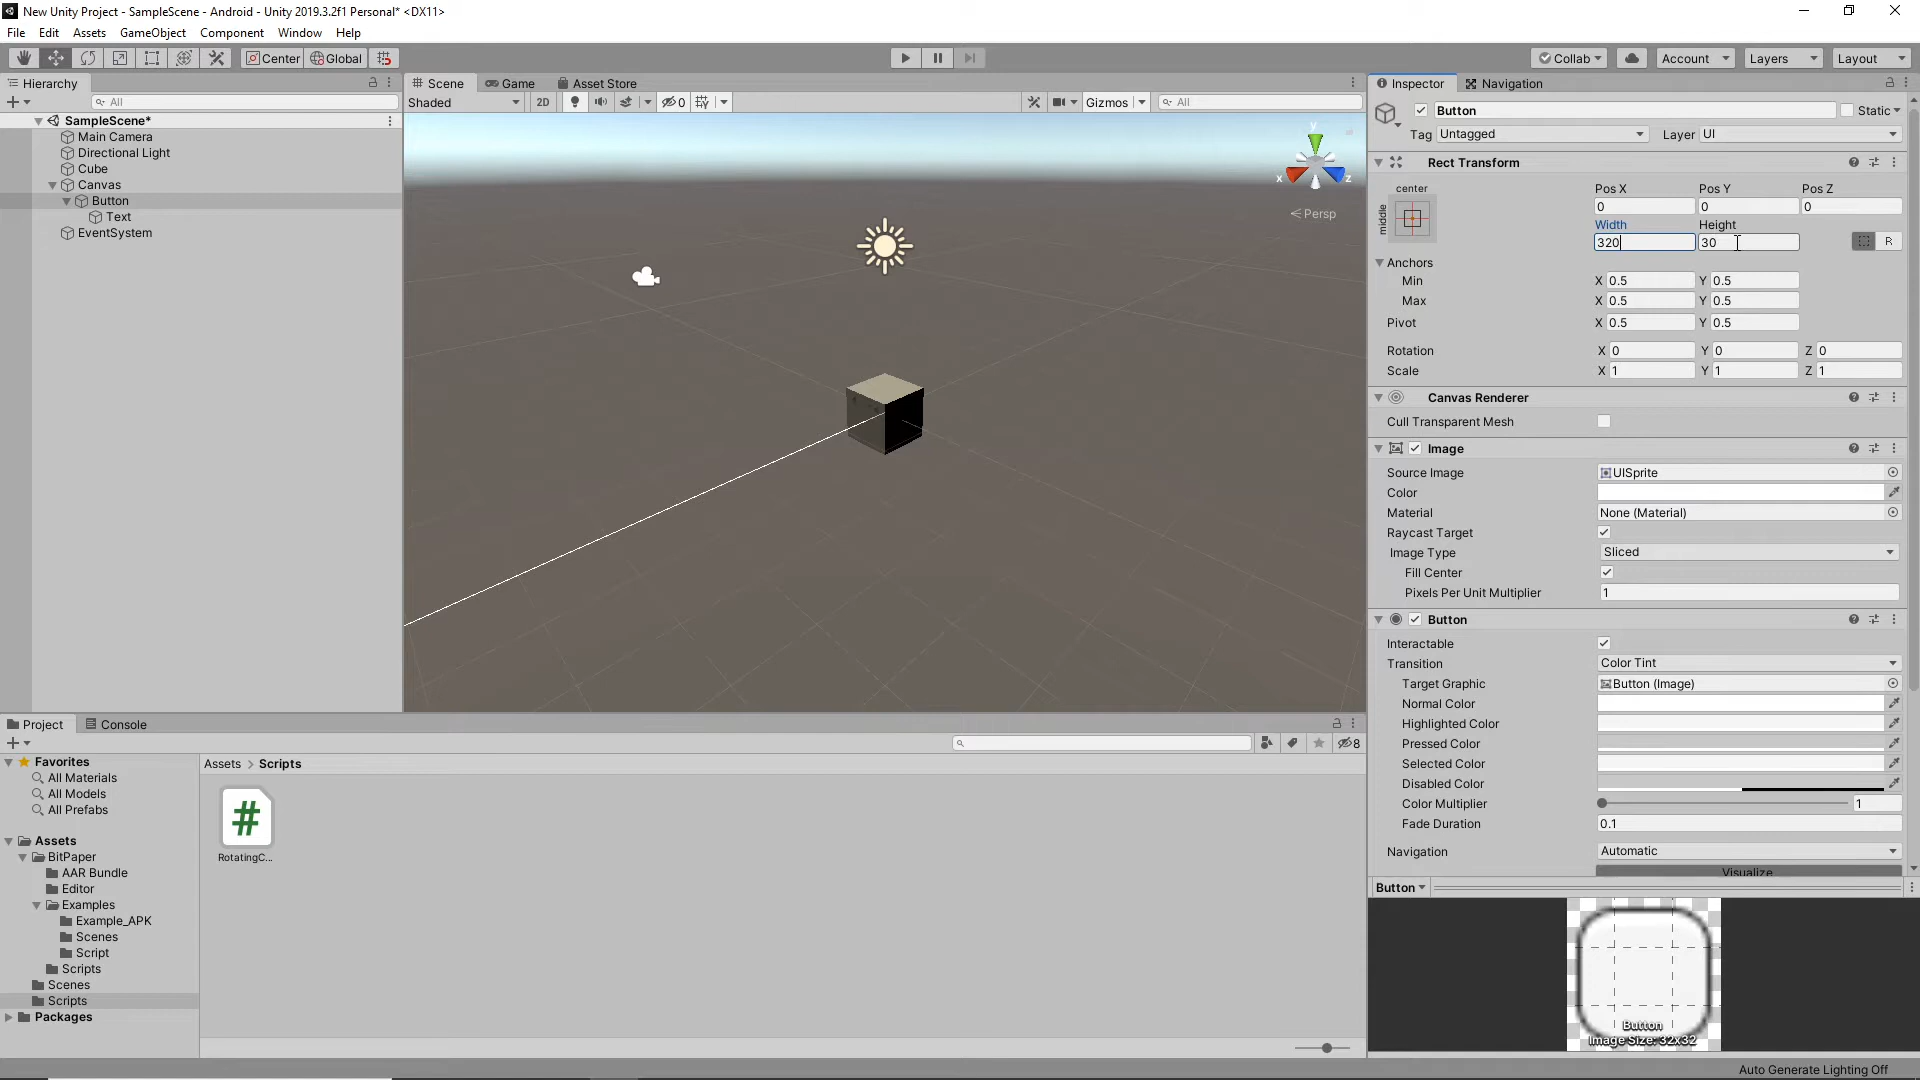 New Unity Project - SampleScene - Android - Unity 2019.3.2f1 Personal* <DX11>
File Edit Assets GameObject Component Window Help
Center Global Collab Account Layers Layout
Hierarchy
All
SampleScene*
Main Camera
Directional Light
Cube
Canvas
Button
Text
EventSystem
Scene Game Asset Store
Shaded 2D 0 Gizmos All
y
x z
Persp
Inspector Navigation
Button Static
Tag Untagged Layer UI
Rect Transform
center
middle
Pos X Pos Y Pos Z
0 0 0
Width Height
320 30 R
Anchors
Min X 0.5 Y 0.5
Max X 0.5 Y 0.5
Pivot X 0.5 Y 0.5
Rotation X 0 Y 0 Z 0
Scale X 1 Y 1 Z 1
Canvas Renderer
Cull Transparent Mesh
Image
Source Image UISprite
Color
Material None (Material)
Raycast Target
Image Type Sliced
Fill Center
Pixels Per Unit Multiplier 1
Button
Interactable
Transition Color Tint
Target Graphic Button (Image)
Normal Color
Highlighted Color
Pressed Color
Selected Color
Disabled Color
Color Multiplier 1
Fade Duration 0.1
Navigation Automatic
Visualize
Button
Button
Image Size: 32x32
Project Console
8
Favorites
All Materials
All Models
All Prefabs
Assets
BitPaper
AAR Bundle
Editor
Examples
Example_APK
Scenes
Script
Scripts
Scenes
Scripts
Packages
Assets > Scripts
#
RotatingC...
Auto Generate Lighting Off